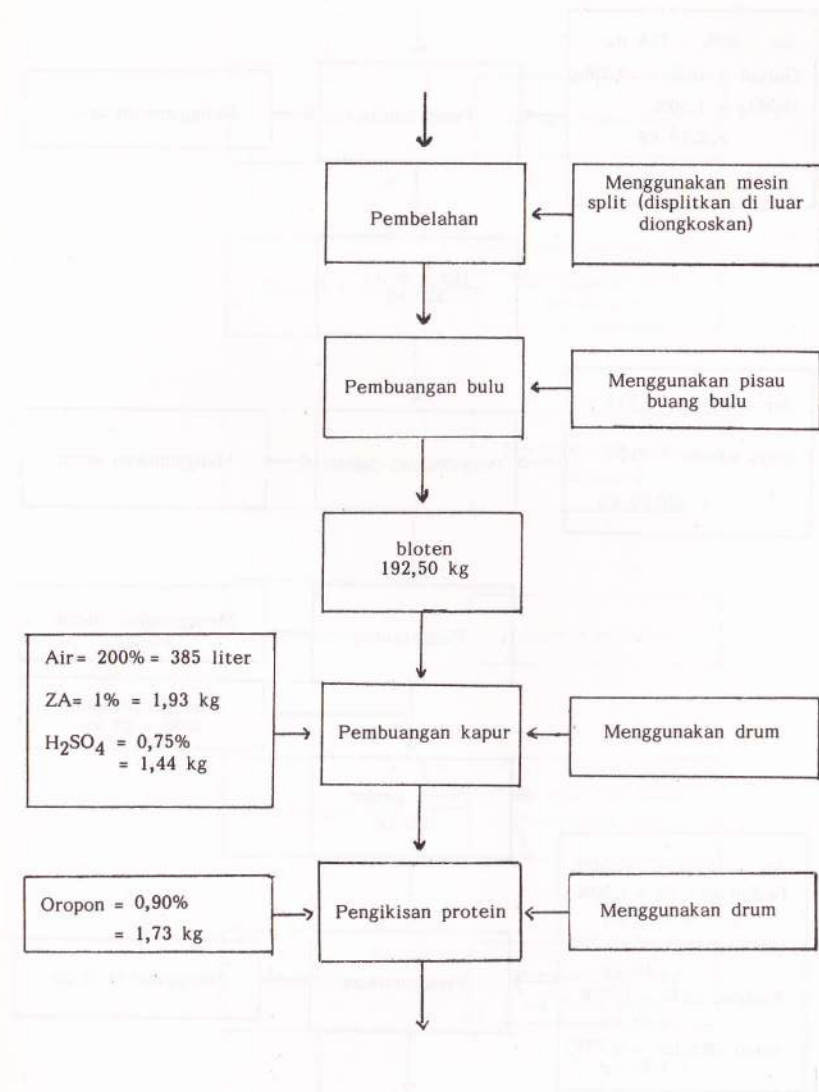 Pembelahan
Menggunakan mesin
split (displitkan di luar
diongkoskan)
Pembuangan bulu
Menggunakan pisau
buang bulu
bloten
192,50 kg
Air= 200% = 385 liter
ZA= 1% = 1,93 kg
H₂SO₄ = 0,75%
= 1,44 kg
Pembuangan kapur
Menggunakan drum
Oropon = 0,90%
= 1,73 kg
Pengikisan protein
Menggunakan drum